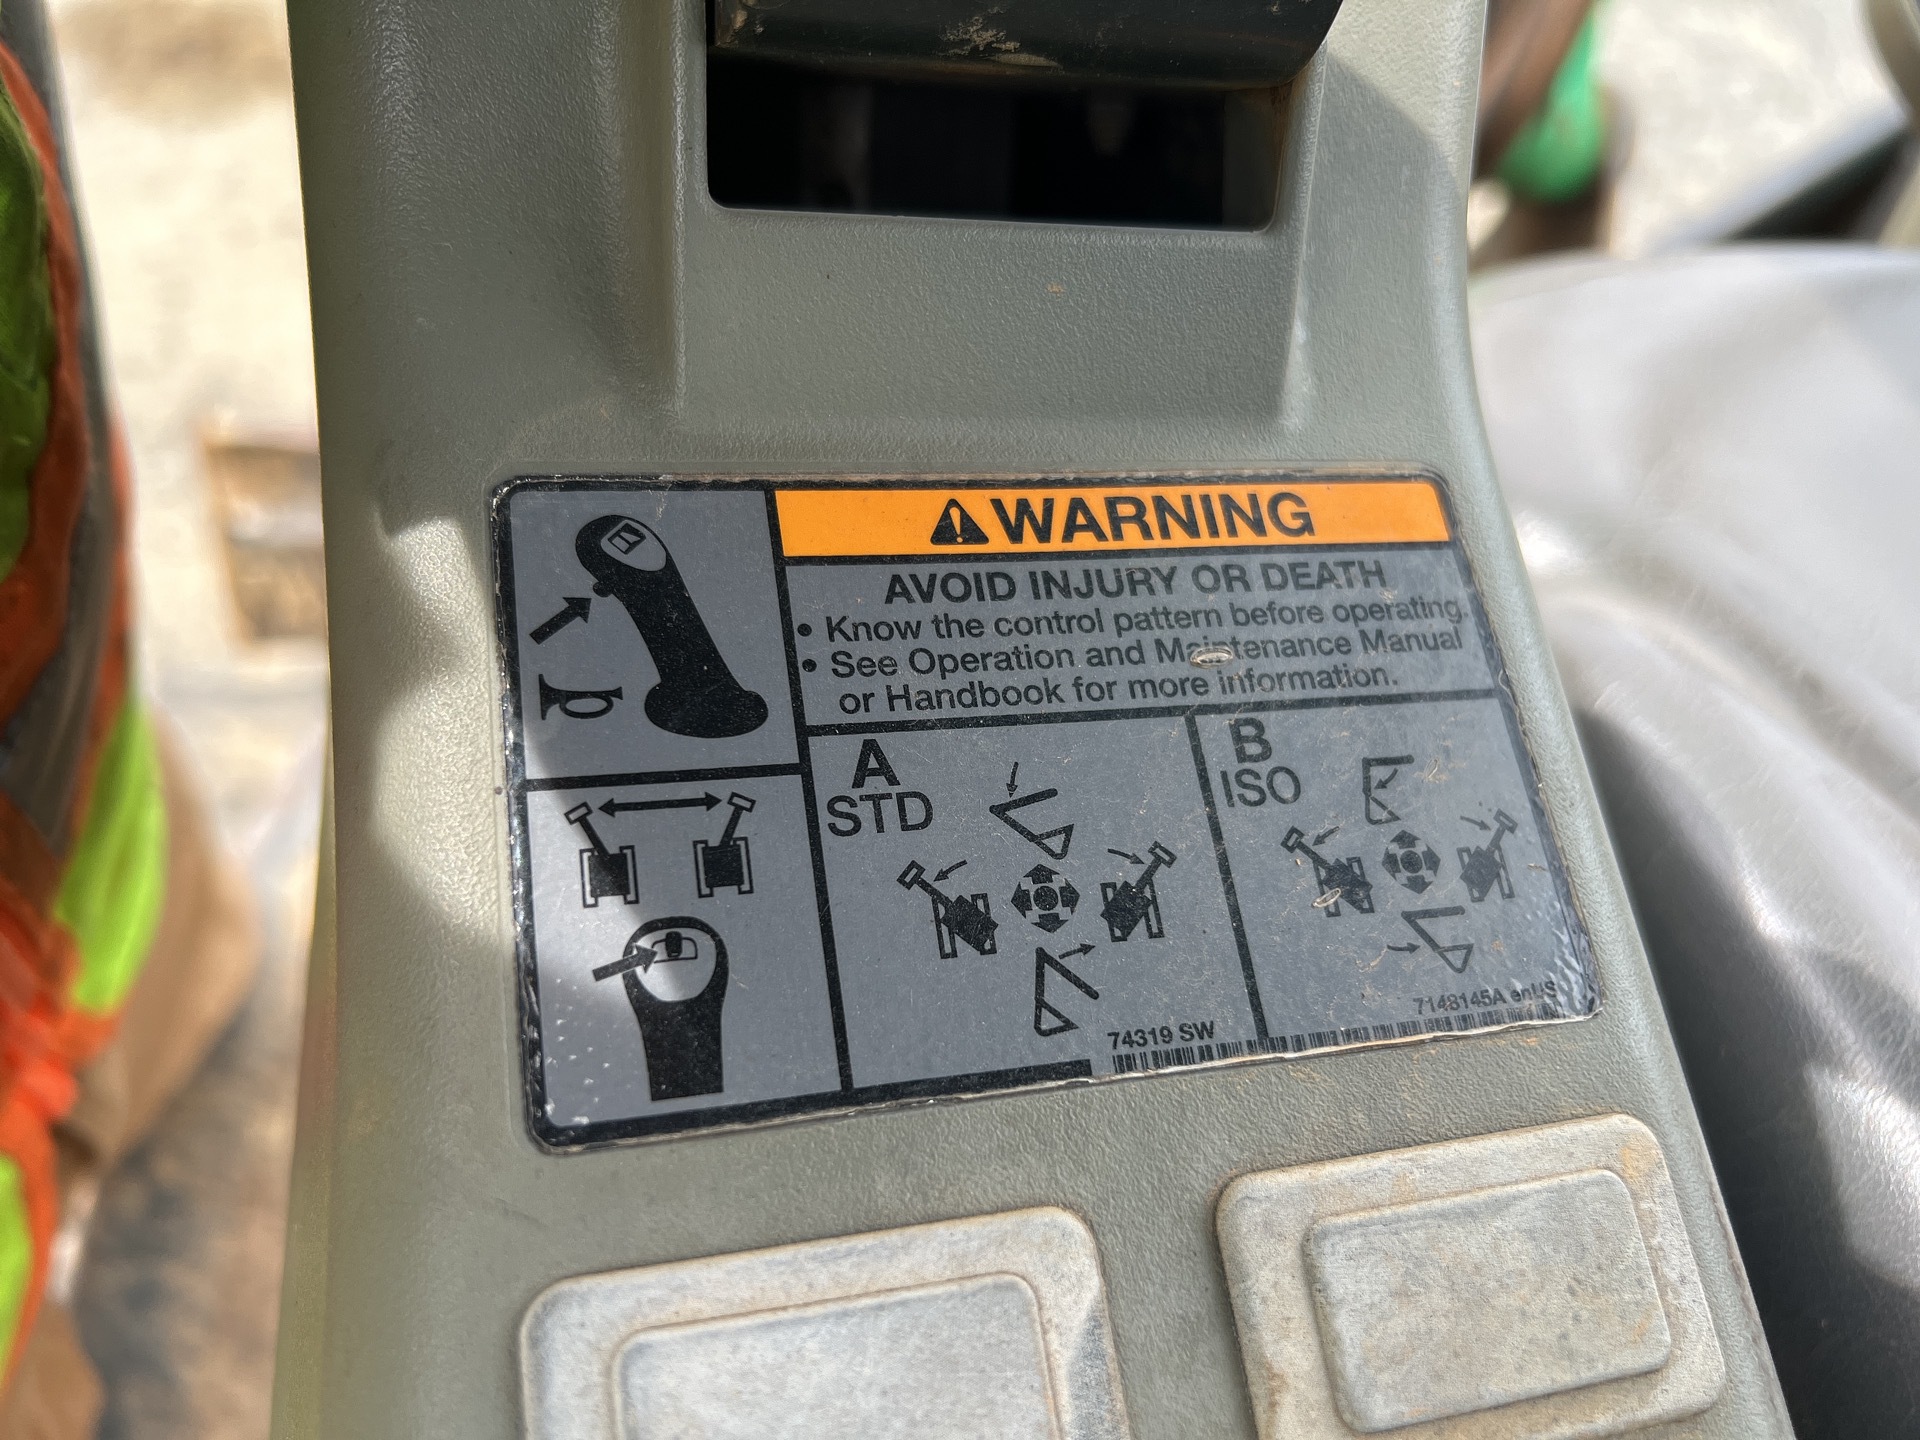 WARNING
AVOID INJURY OR DEATH
• Know the control pattern before operating.
• See Operation and Maintenance Manual
or Handbook for more information.
A
STD
B
ISO
74319 SW
7148145A enUS